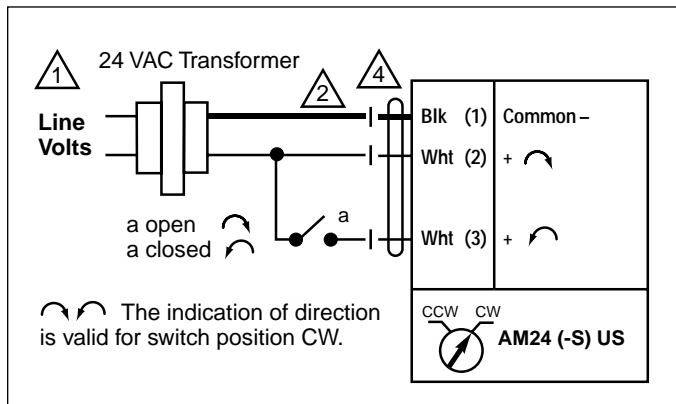 1 24 VAC Transformer
2
4
Line
Volts
Blk (1) Common –
Wht (2) +
a open
a closed
a
Wht (3) +
The indication of direction
is valid for switch position CW.
CCW CW
AM24 (-S) US